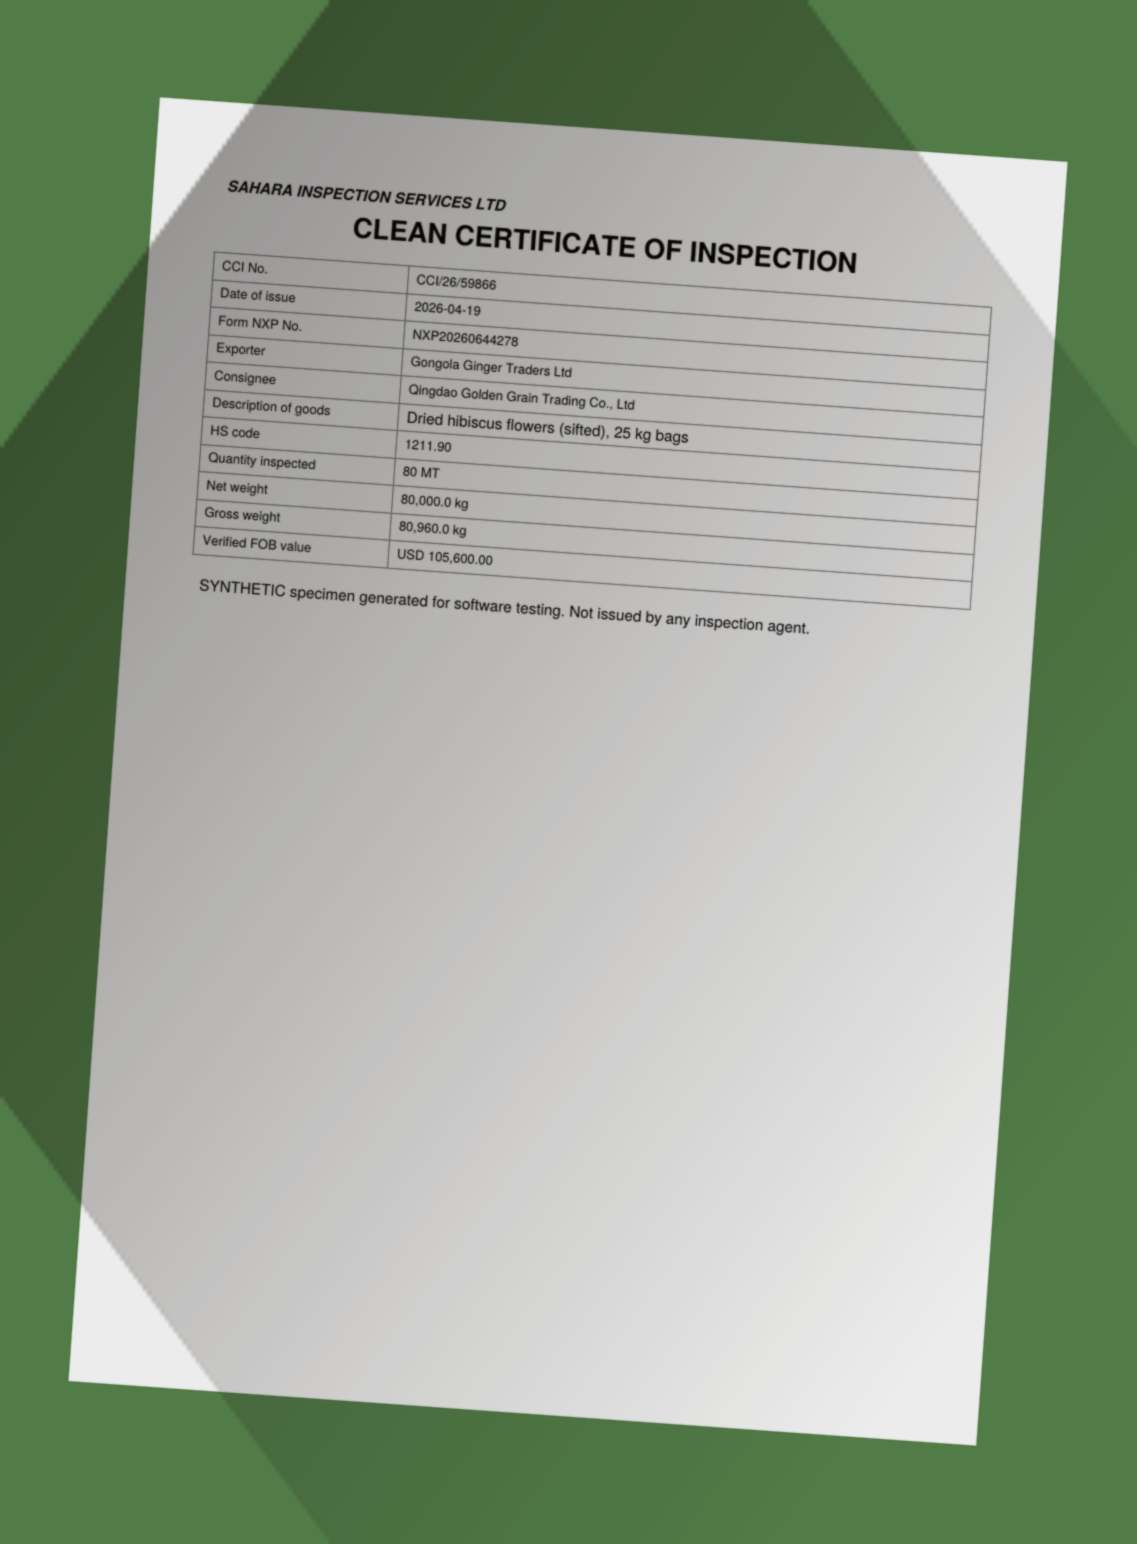 SAHARA INSPECTION SERVICES LTD
CLEAN CERTIFICATE OF INSPECTION
CCI No. CCI/26/59866
Date of issue 2026-04-19
Form NXP No. NXP20260644278
Exporter Gongola Ginger Traders Ltd
Consignee Qingdao Golden Grain Trading Co., Ltd
Description of goods Dried hibiscus flowers (sifted), 25 kg bags
HS code 1211.90
Quantity inspected 80 MT
Net weight 80,000.0 kg
Gross weight 80,960.0 kg
Verified FOB value USD 105,600.00
SYNTHETIC specimen generated for software testing. Not issued by any inspection agent.